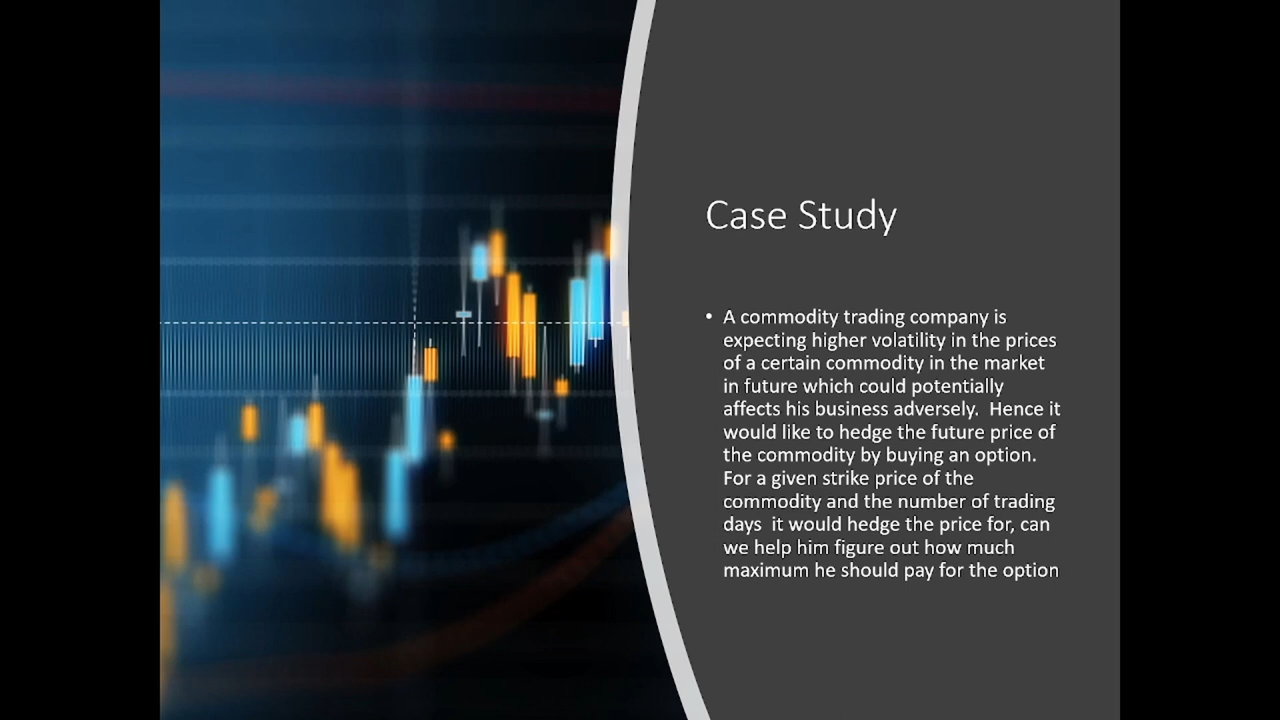 Case Study
• A commodity trading company is
expecting higher volatility in the prices
of a certain commodity in the market
in future which could potentially
affects his business adversely.  Hence it
would like to hedge the future price of
the commodity by buying an option.
For a given strike price of the
commodity and the number of trading
days  it would hedge the price for, can
we help him figure out how much
maximum he should pay for the option